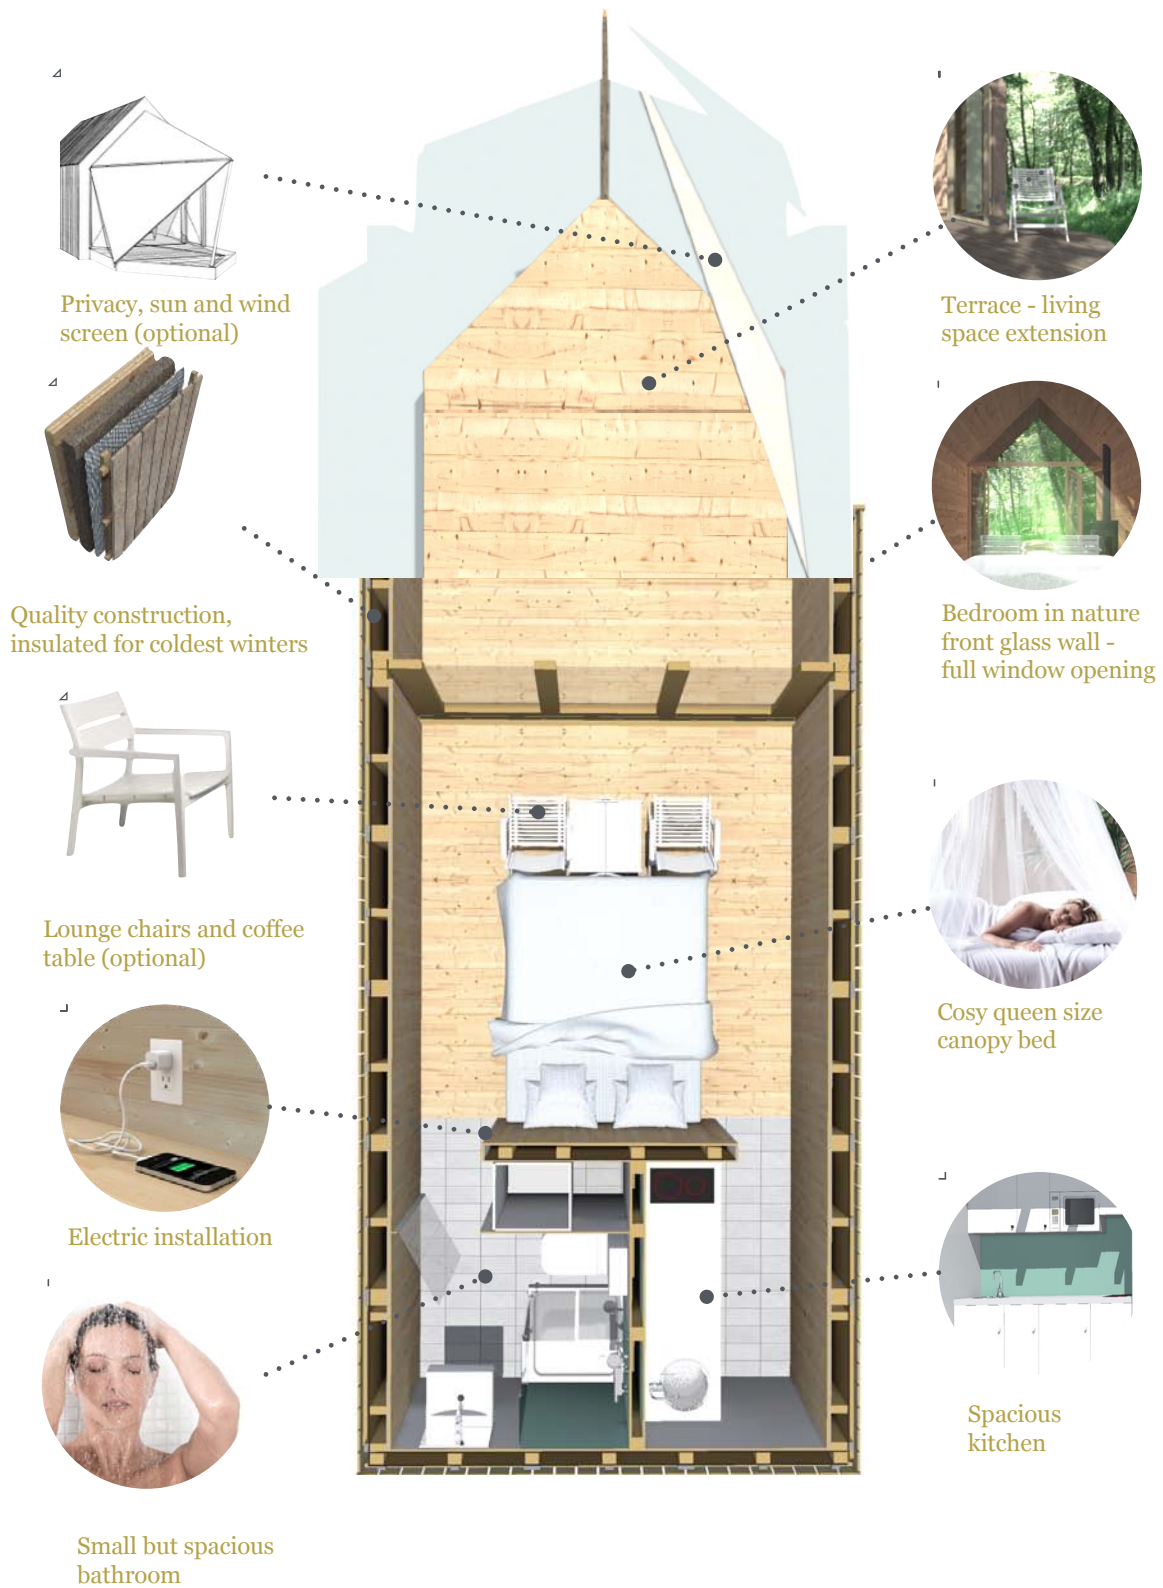 Privacy, sun and wind
screen (optional)
Terrace - living
space extension
Quality construction,
insulated for coldest winters
Bedroom in nature
front glass wall -
full window opening
Lounge chairs and coffee
table (optional)
Cosy queen size
canopy bed
Electric installation
Spacious
kitchen
Small but spacious
bathroom